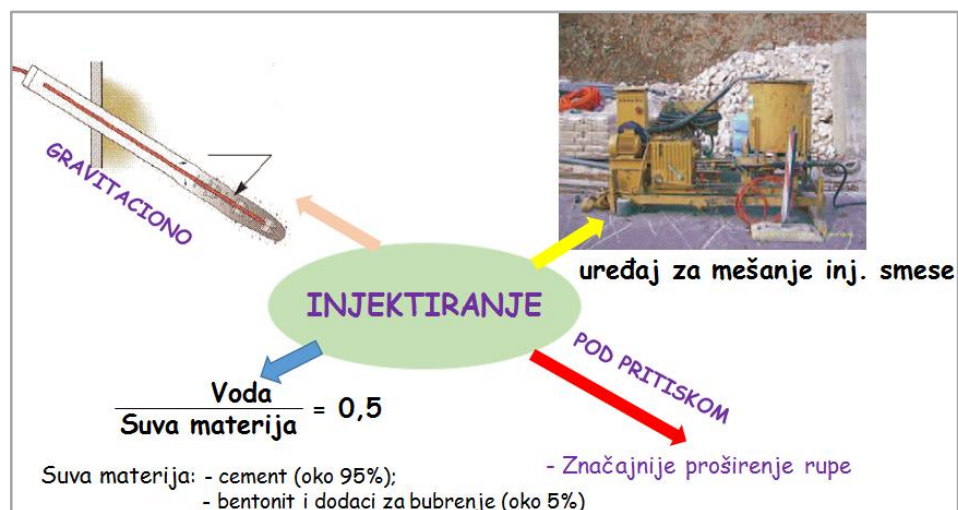 GRAVITACIONO
uređaj za mešanje inj. smese
INJEKTIRANJE
POD PRITISKOM
Voda
Suva materija = 0,5
- Značajnije proširenje rupe
Suva materija: - cement (oko 95%);
- bentonit i dodaci za bubrenje (oko 5%)